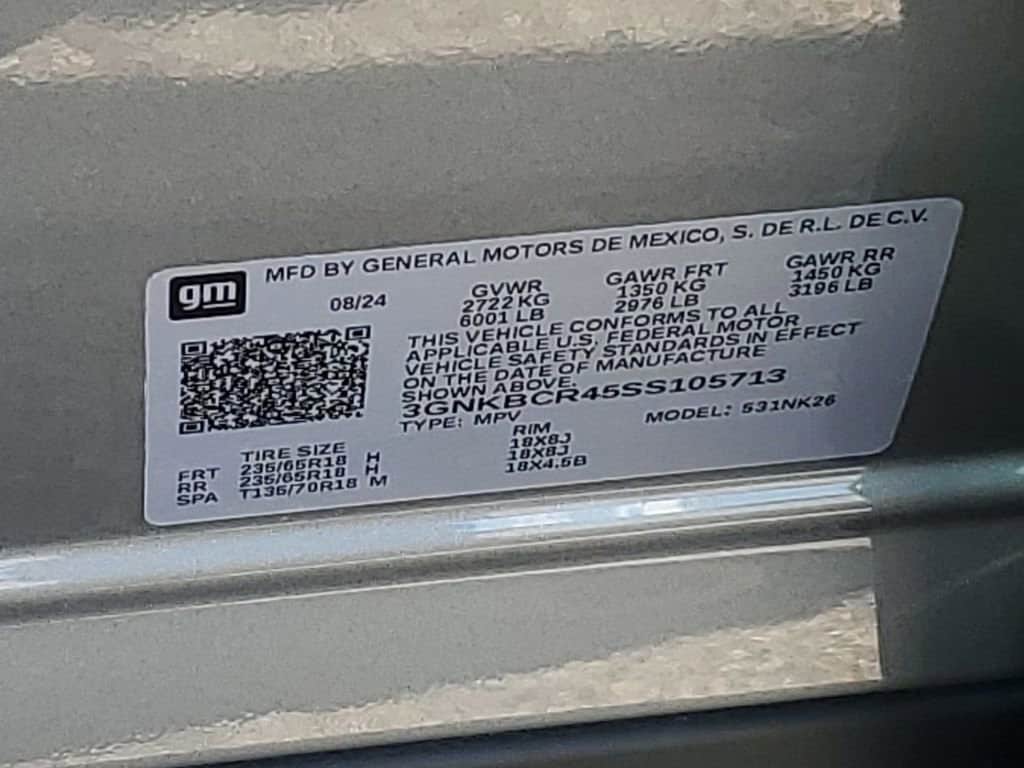 gm
MFD BY GENERAL MOTORS DE MEXICO, S. DE R.L. DE C.V.
08/24
GVWR GAWR FRT GAWR RR
2722 KG 1350 KG 1450 KG
6001 LB 2976 LB 3196 LB
THIS VEHICLE CONFORMS TO ALL
APPLICABLE U.S. FEDERAL MOTOR
VEHICLE SAFETY STANDARDS IN EFFECT
ON THE DATE OF MANUFACTURE
SHOWN ABOVE.
3GNKBCR45SS105713
TYPE: MPV MODEL: 531NK26
TIRE SIZE RIM
FRT 235/65R18 H 18X8J
RR 235/65R18 H 18X8J
SPA T135/70R18 M 18X4.5B